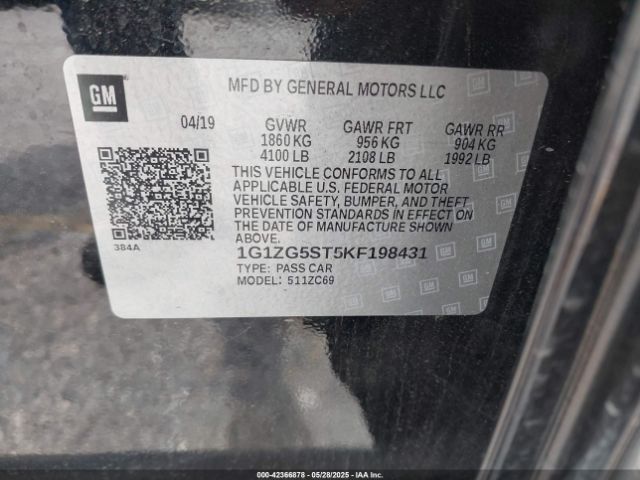 GM
MFD BY GENERAL MOTORS LLC
04/19 GVWR GAWR FRT GAWR RR
1860 KG 956 KG 904 KG
4100 LB 2108 LB 1992 LB
THIS VEHICLE CONFORMS TO ALL
APPLICABLE U.S. FEDERAL MOTOR
VEHICLE SAFETY, BUMPER, AND THEFT
PREVENTION STANDARDS IN EFFECT ON
THE DATE OF MANUFACTURE SHOWN
ABOVE.
384A
1G1ZG5ST5KF198431
TYPE: PASS CAR
MODEL: 511ZC69
© IAA
000-42366878 - 05/28/2025 - © IAA